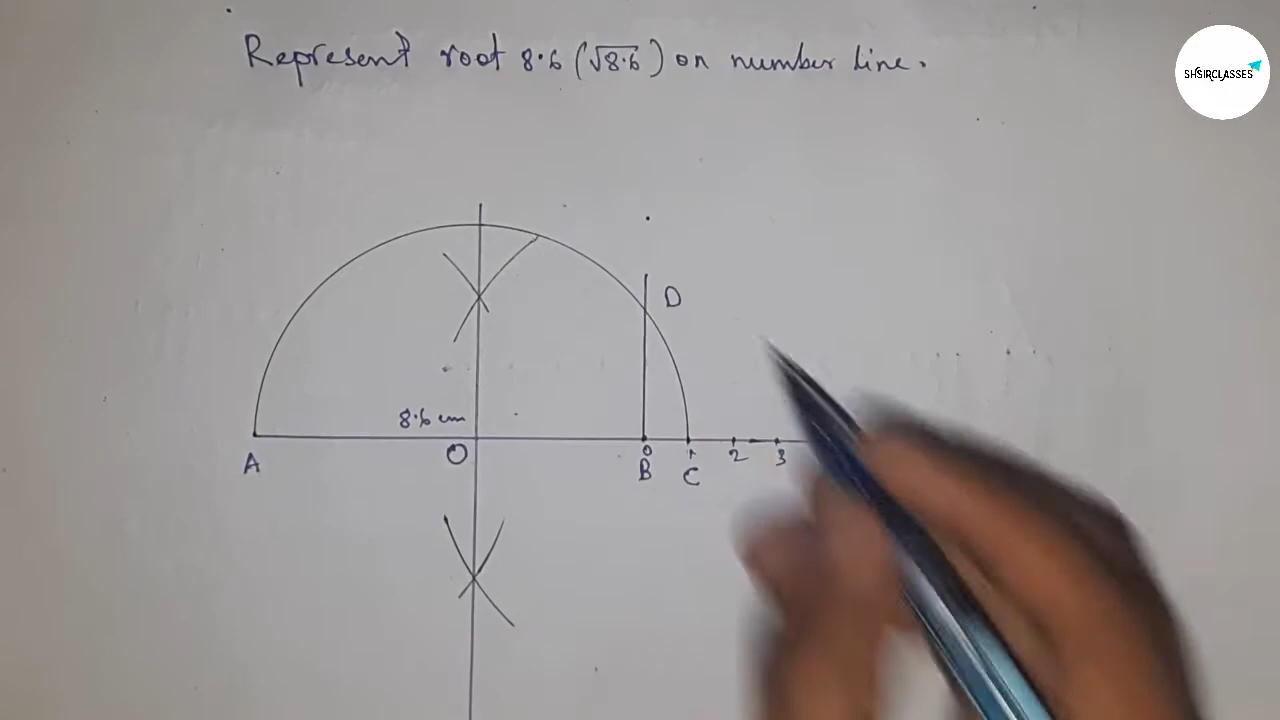 Represent root 8.6 (√8.6) on number line.
SHSIRCLASSES
D
8.6 cm
A
O
0
1
2
3
B
C